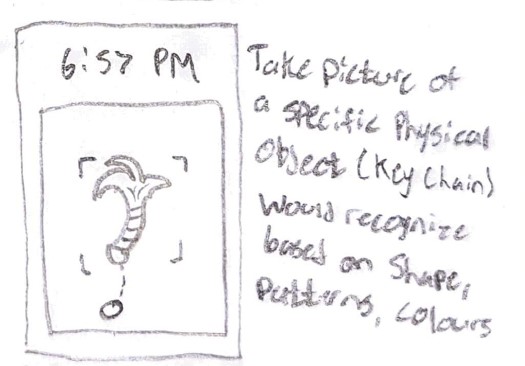 6:57 PM
Take picture of
a specific Physical
Object (Key Chain)
Would recognize
based on Shape,
Patterns, colours